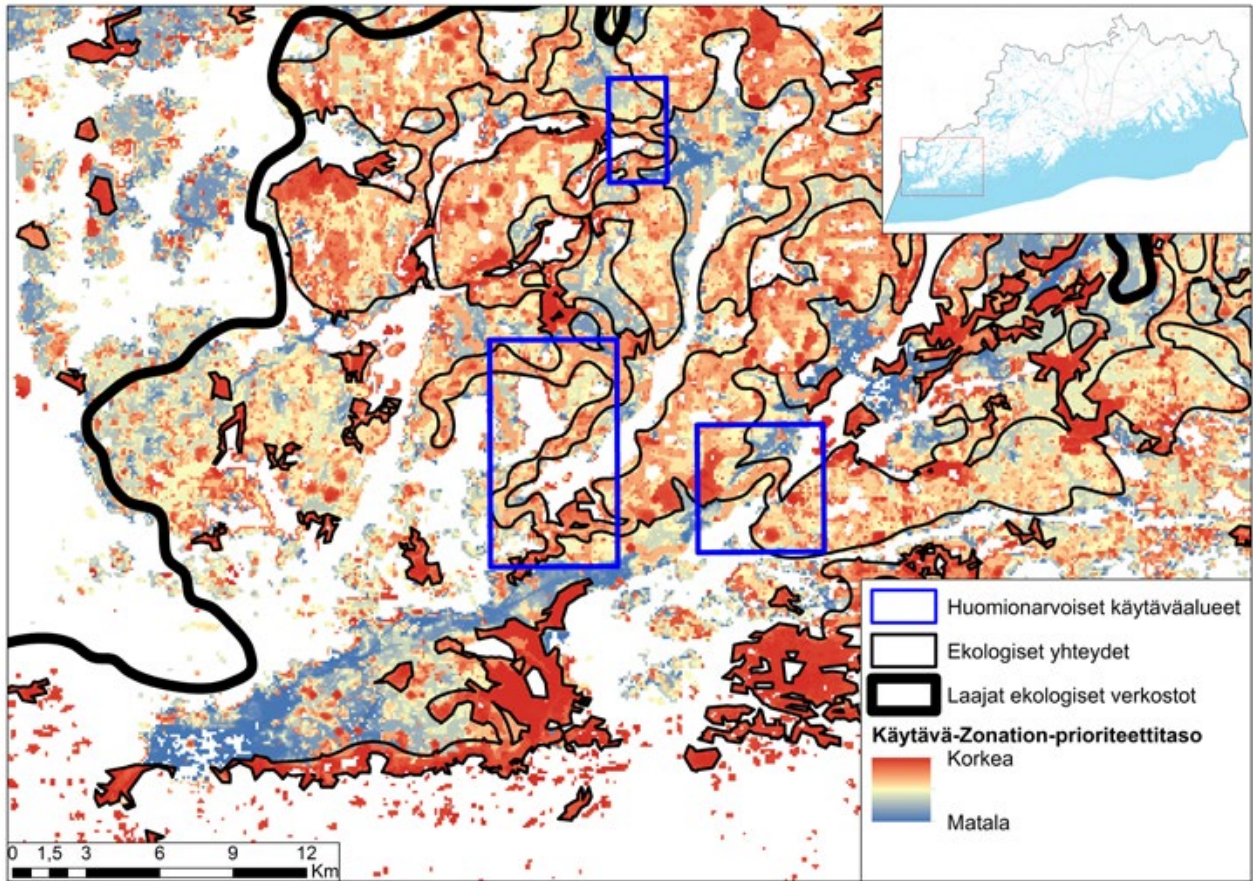 Huomionarvoiset käytäväalueet
Ekologiset yhteydet
Laajat ekologiset verkostot
Käytävä-Zonation-prioriteettitaso
Korkea
Matala
0 1,5 3 6 9 12
Km